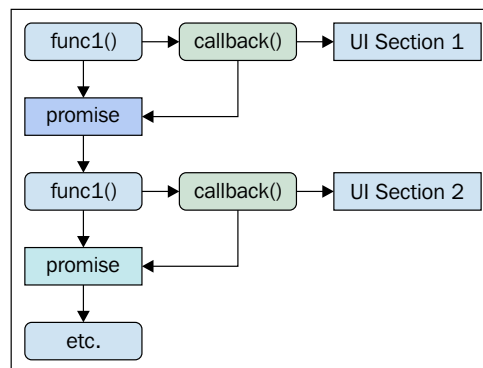 func1()
callback()
UI Section 1
promise
func1()
callback()
UI Section 2
promise
etc.